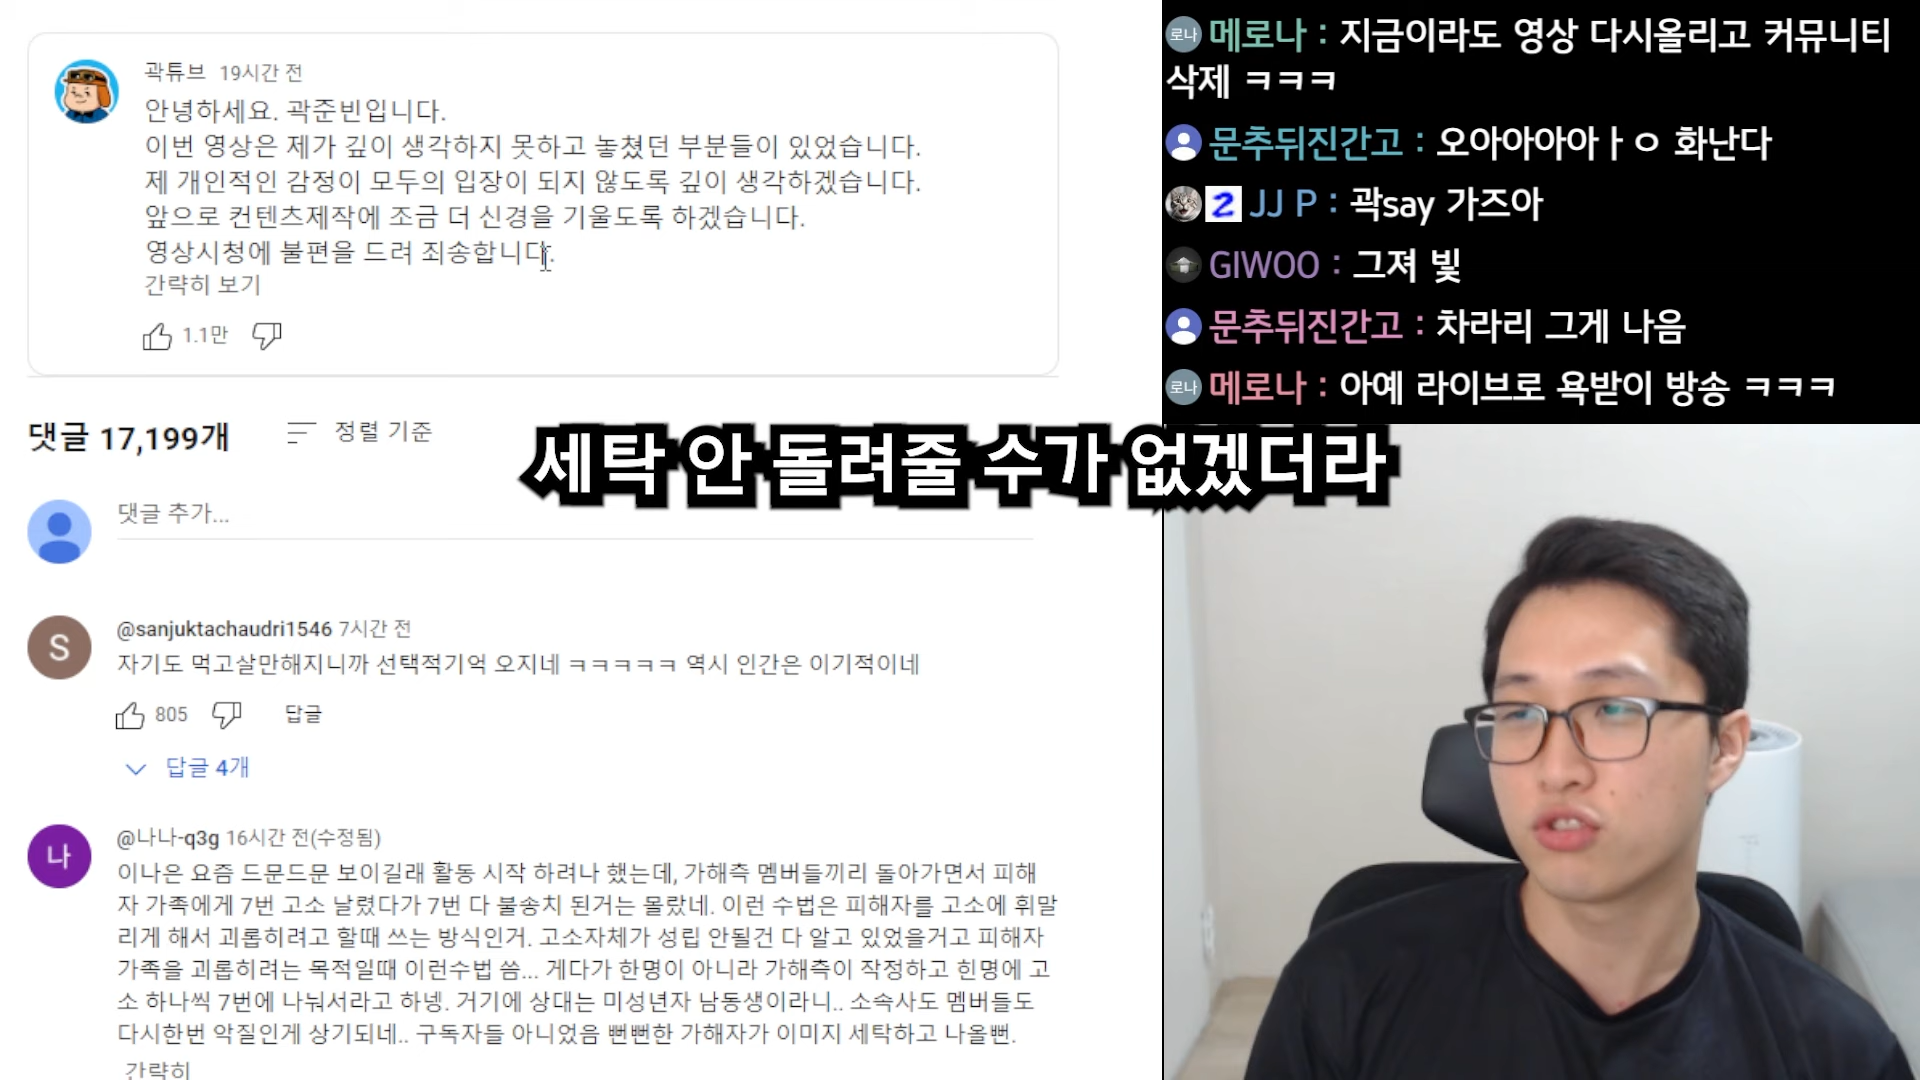 곽튜브 19시간 전
안녕하세요. 곽준빈입니다.
이번 영상은 제가 깊이 생각하지 못하고 놓쳤던 부분들이 있었습니다.
제 개인적인 감정이 모두의 입장이 되지 않도록 깊이 생각하겠습니다.
앞으로 컨텐츠제작에 조금 더 신경을 기울도록 하겠습니다.
영상시청에 불편을 드려 죄송합니다.
간략히 보기
1.1만
댓글 17,199개 정렬 기준
댓글 추가...
S
@sanjuktachaudri1546 7시간 전
자기도 먹고살만해지니까 선택적기억 오지네 ㅋㅋㅋㅋㅋ 역시 인간은 이기적이네
805 답글
답글 4개
나
@나나-q3g 16시간 전(수정됨)
이나은 요즘 드문드문 보이길래 활동 시작 하려나 했는데, 가해측 멤버들끼리 돌아가면서 피해
자 가족에게 7번 고소 날렸다가 7번 다 불송치 된거는 몰랐네. 이런 수법은 피해자를 고소에 휘말
리게 해서 괴롭히려고 할때 쓰는 방식인거. 고소자체가 성립 안될건 다 알고 있었을거고 피해자
가족을 괴롭히려는 목적일때 이런수법 씀... 게다가 한명이 아니라 가해측이 작정하고 힌명에 고
소 하나씩 7번에 나눠서라고 하넹. 거기에 상대는 미성년자 남동생이라니.. 소속사도 멤버들도
다시한번 악질인게 상기되네.. 구독자들 아니었음 뻔뻔한 가해자가 이미지 세탁하고 나올뻔.
간략히
로나 메로나 : 지금이라도 영상 다시올리고 커뮤니티
삭제 ㅋㅋㅋ
문추뒤진간고 : 오아아아아ㅏㅇ 화난다
2 JJ P : 곽say 가즈아
GIWOO : 그져 빛
문추뒤진간고 : 차라리 그게 나음
로나 메로나 : 아예 라이브로 욕받이 방송 ㅋㅋㅋ
세탁 안 돌려줄 수가 없겠더라